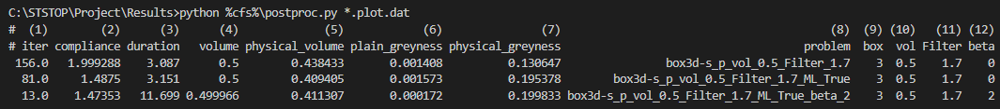 C:\STSTOP\Project\Results>python %cfs%\postproc.py *.plot.dat
# (1) (2) (3) (4) (5) (6) (7) (8) (9) (10) (11) (12)
# iter compliance duration volume physical_volume plain_greyness physical_greyness problem box vol Filter beta
156.0 1.999288 3.087 0.5 0.438433 0.001408 0.130647 box3d-s_p_vol_0.5_Filter_1.7 3 0.5 1.7 0
81.0 1.4875 3.151 0.5 0.409405 0.001573 0.195378 box3d-s_p_vol_0.5_Filter_1.7_ML_True 3 0.5 1.7 0
13.0 1.47353 11.699 0.499966 0.411307 0.000172 0.199833 box3d-s_p_vol_0.5_Filter_1.7_ML_True_beta_2 3 0.5 1.7 2